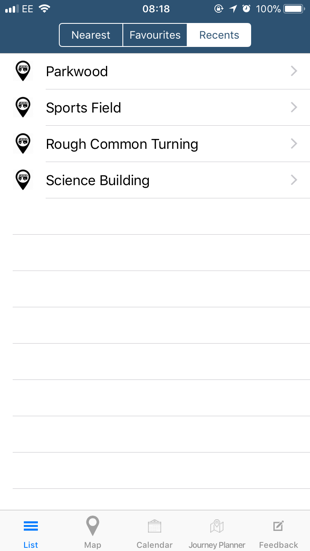 EE 08:18 100%
Nearest Favourites Recents
Parkwood
Sports Field
Rough Common Turning
Science Building
List Map Calendar Journey Planner Feedback